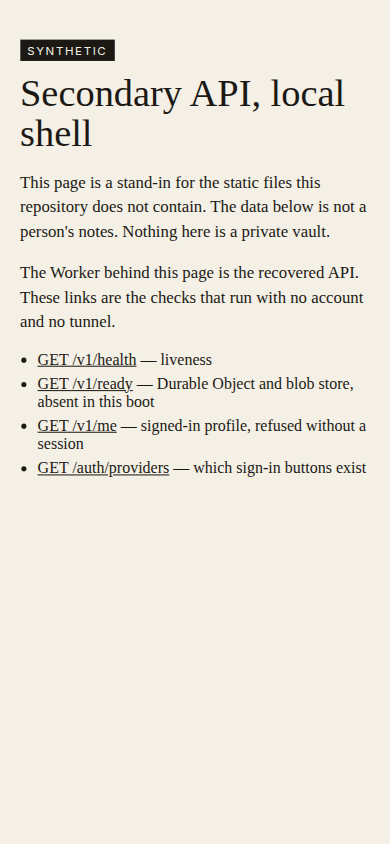 SYNTHETIC
Secondary API, local
shell
This page is a stand-in for the static files this
repository does not contain. The data below is not a
person's notes. Nothing here is a private vault.
The Worker behind this page is the recovered API.
These links are the checks that run with no account
and no tunnel.
• GET /v1/health — liveness
• GET /v1/ready — Durable Object and blob store,
absent in this boot
• GET /v1/me — signed-in profile, refused without a
session
• GET /auth/providers — which sign-in buttons exist